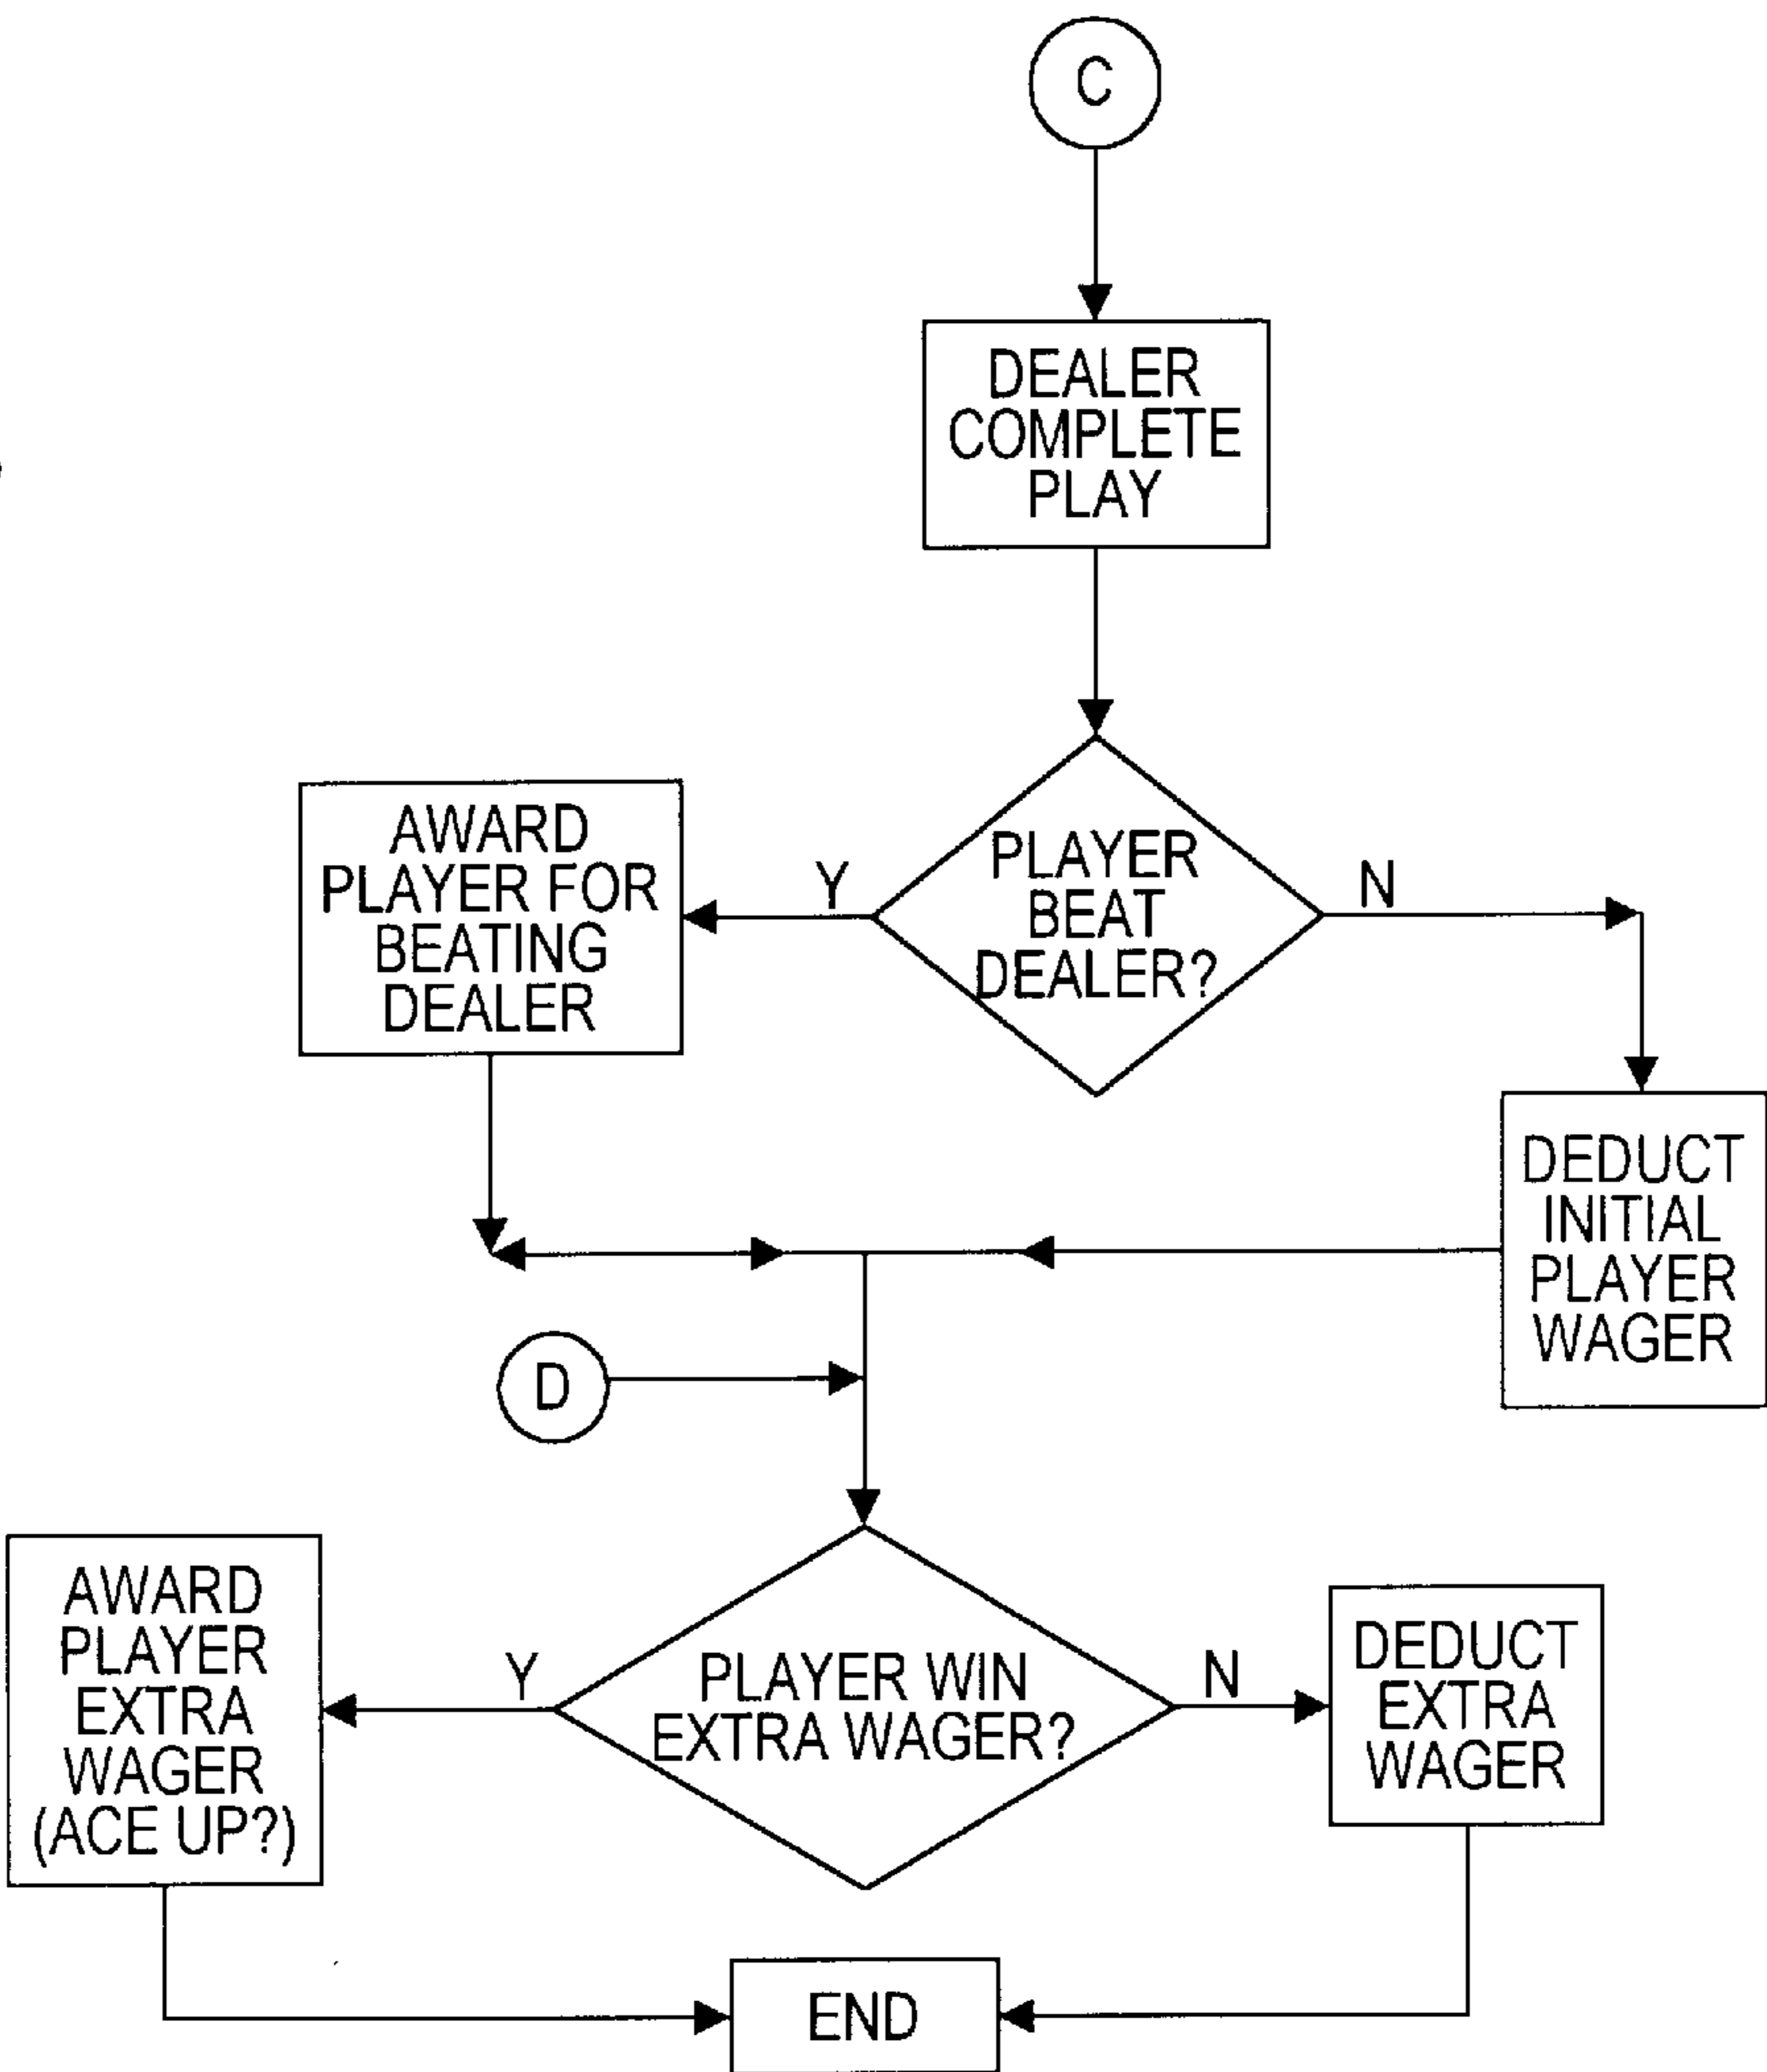 C
DEALER
COMPLETE
PLAY
AWARD
PLAYER FOR
BEATING
DEALER
Y
PLAYER
BEAT
DEALER?
N
DEDUCT
INITIAL
PLAYER
WAGER
D
AWARD
PLAYER
EXTRA
WAGER
(ACE UP?)
Y
PLAYER WIN
EXTRA WAGER?
N
DEDUCT
EXTRA
WAGER
END